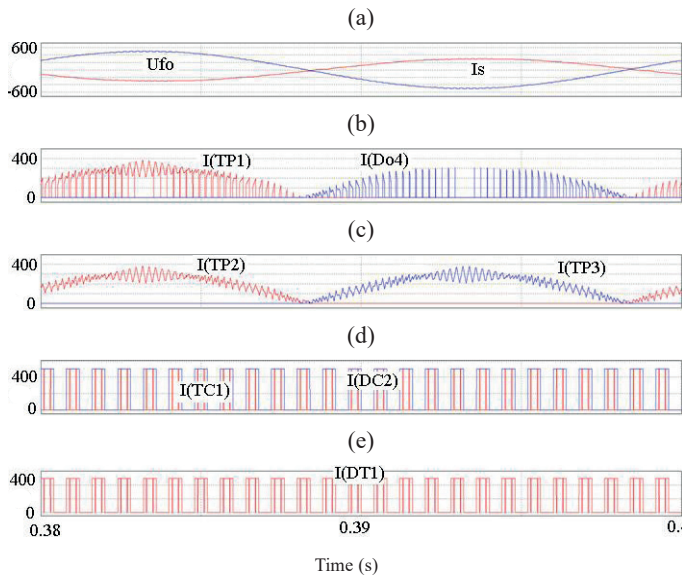 (a)
600
Ufo
Is
0
-600
(b)
400
I(TP1)
I(Do4)
0
(c)
400
I(TP2)
I(TP3)
0
(d)
400
I(TC1)
I(DC2)
0
(e)
400
I(DT1)
0
0.38
0.39
Time (s)